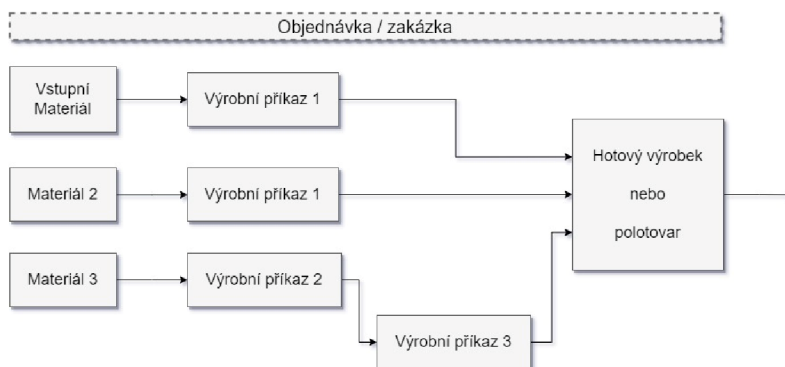 Objednávka / zakázka
Vstupní
Materiál
Výrobní příkaz 1
Materiál 2
Výrobní příkaz 1
Materiál 3
Výrobní příkaz 2
Výrobní příkaz 3
Hotový výrobek
nebo
polotovar